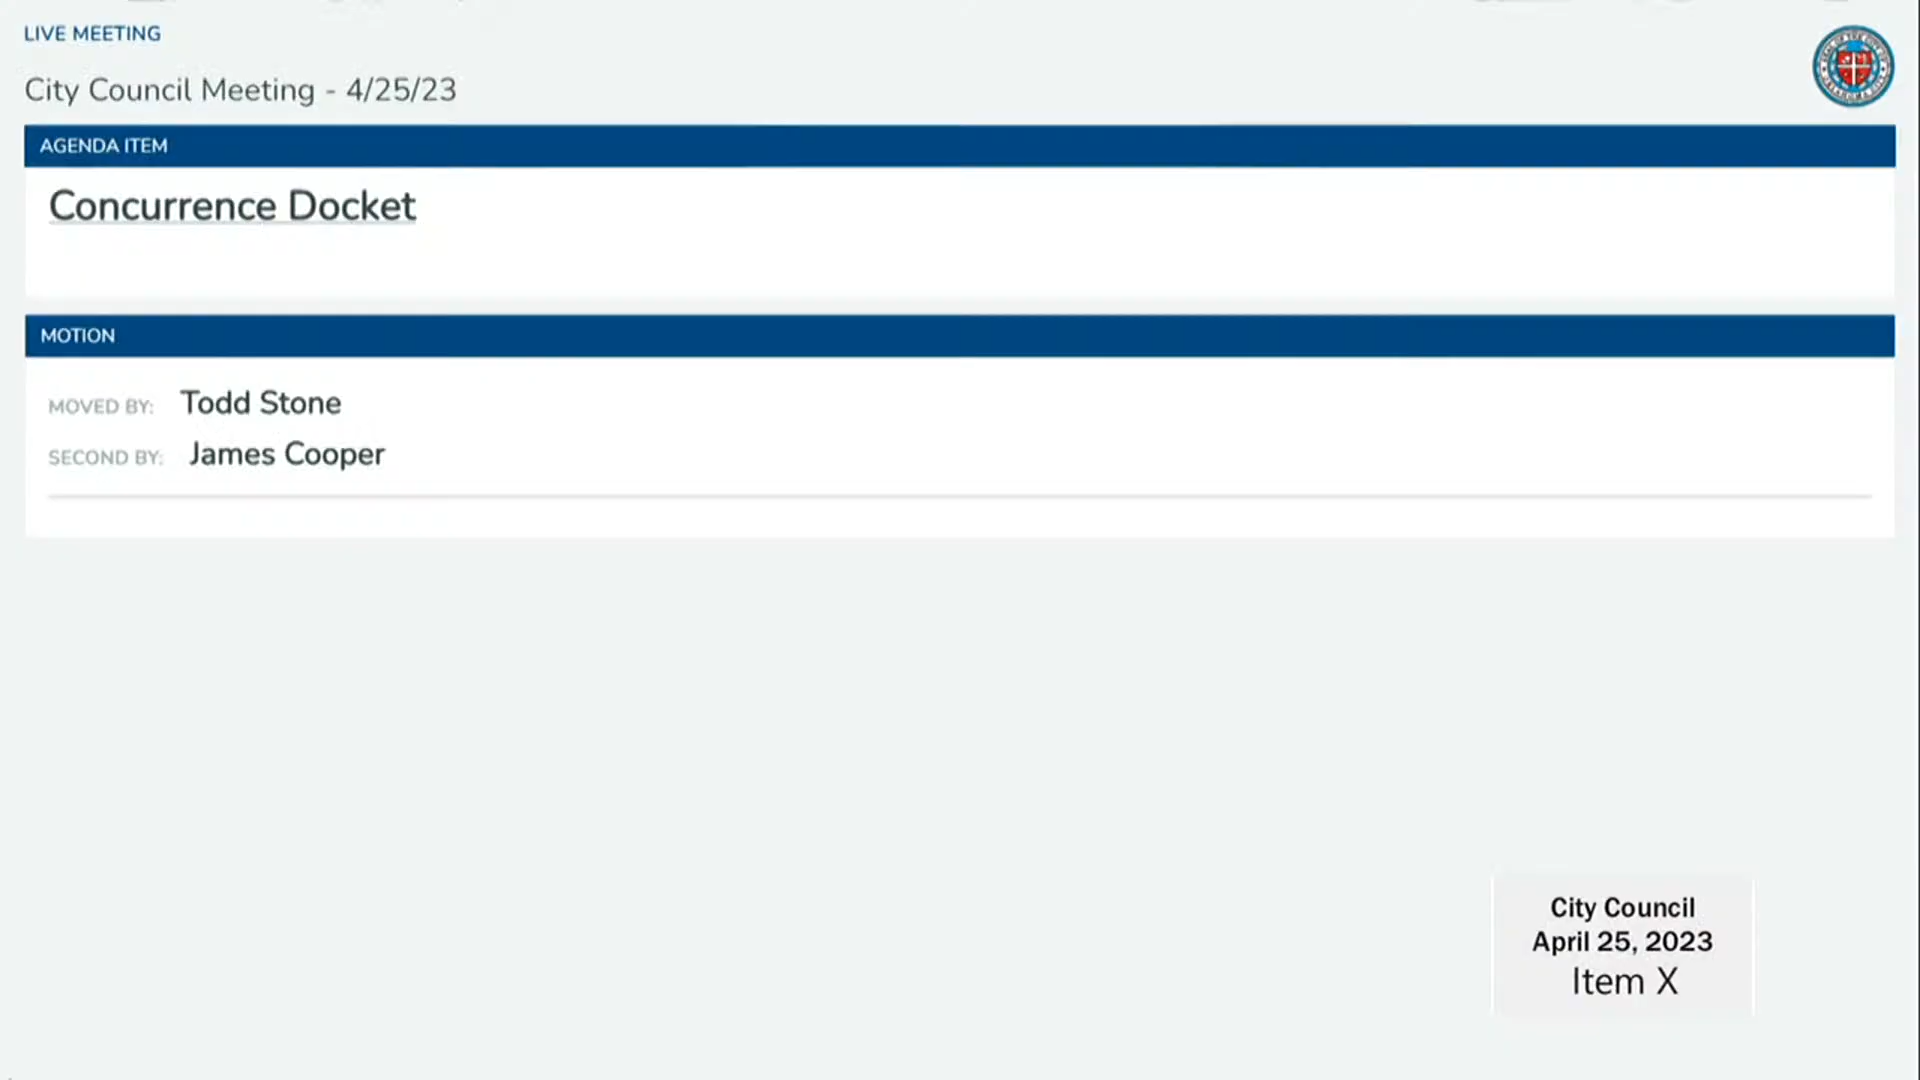 LIVE MEETING
City Council Meeting - 4/25/23
AGENDA ITEM
Concurrence Docket
MOTION
MOVED BY: Todd Stone
SECOND BY: James Cooper
City Council
April 25, 2023
Item X